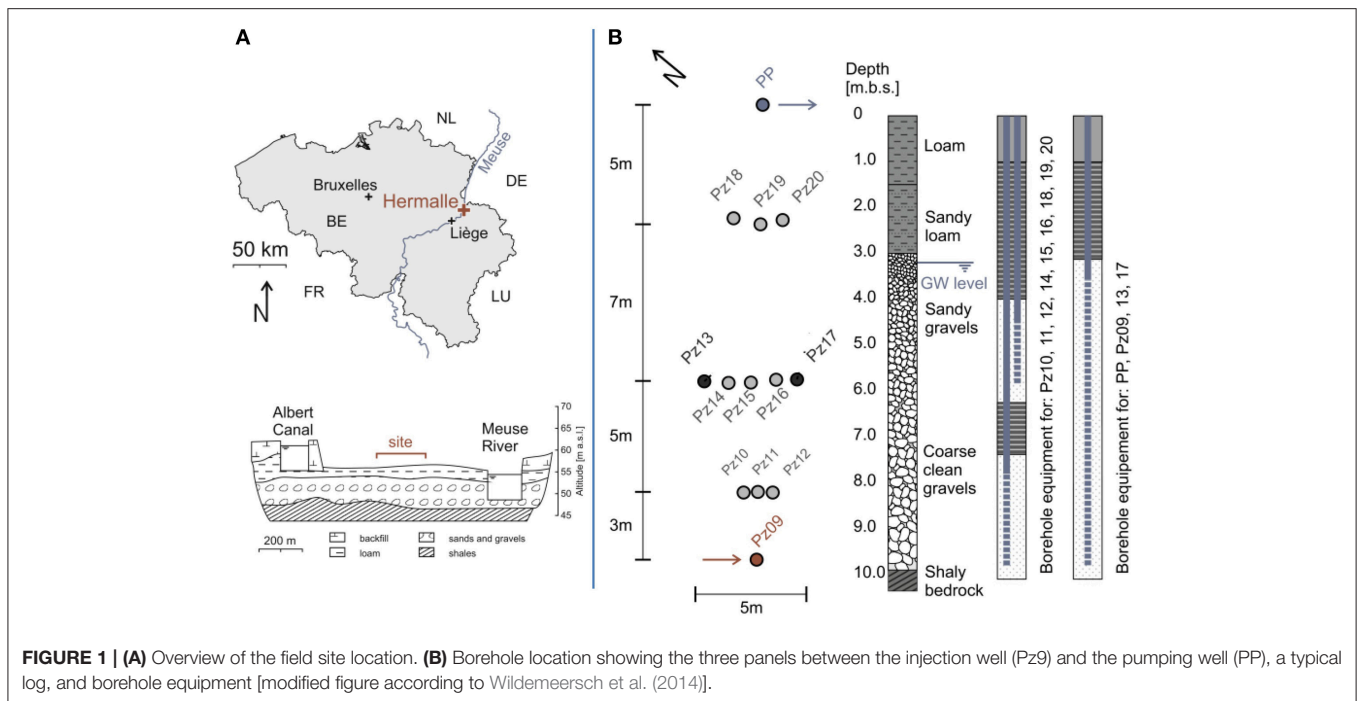 A
NL
Meuse
DE
Bruxelles
Hermalle
BE
Liège
50 km
FR
LU
N
Albert
Canal
site
Meuse
River
70
65
60
55
50
45
Altitude [m a.s.l.]
200 m
backfill
sands and gravels
loam
shales
B
N
PP
5m
Pz18
Pz19
Pz20
7m
Pz13
Pz17
Pz14
Pz15
Pz16
5m
Pz10
Pz11
Pz12
3m
Pz09
5m
Depth
[m.b.s.]
0
1.0
2.0
3.0
4.0
5.0
6.0
7.0
8.0
9.0
10.0
Loam
Sandy
loam
GW level
Sandy
gravels
Coarse
clean
gravels
Shaly
bedrock
Borehole equipment for: Pz10, 11, 12, 14, 15, 16, 18, 19, 20
Borehole equipement for: PP, Pz09, 13, 17
FIGURE 1 | (A) Overview of the field site location. (B) Borehole location showing the three panels between the injection well (Pz9) and the pumping well (PP), a typical
log, and borehole equipment [modified figure according to Wildemeersch et al. (2014)].